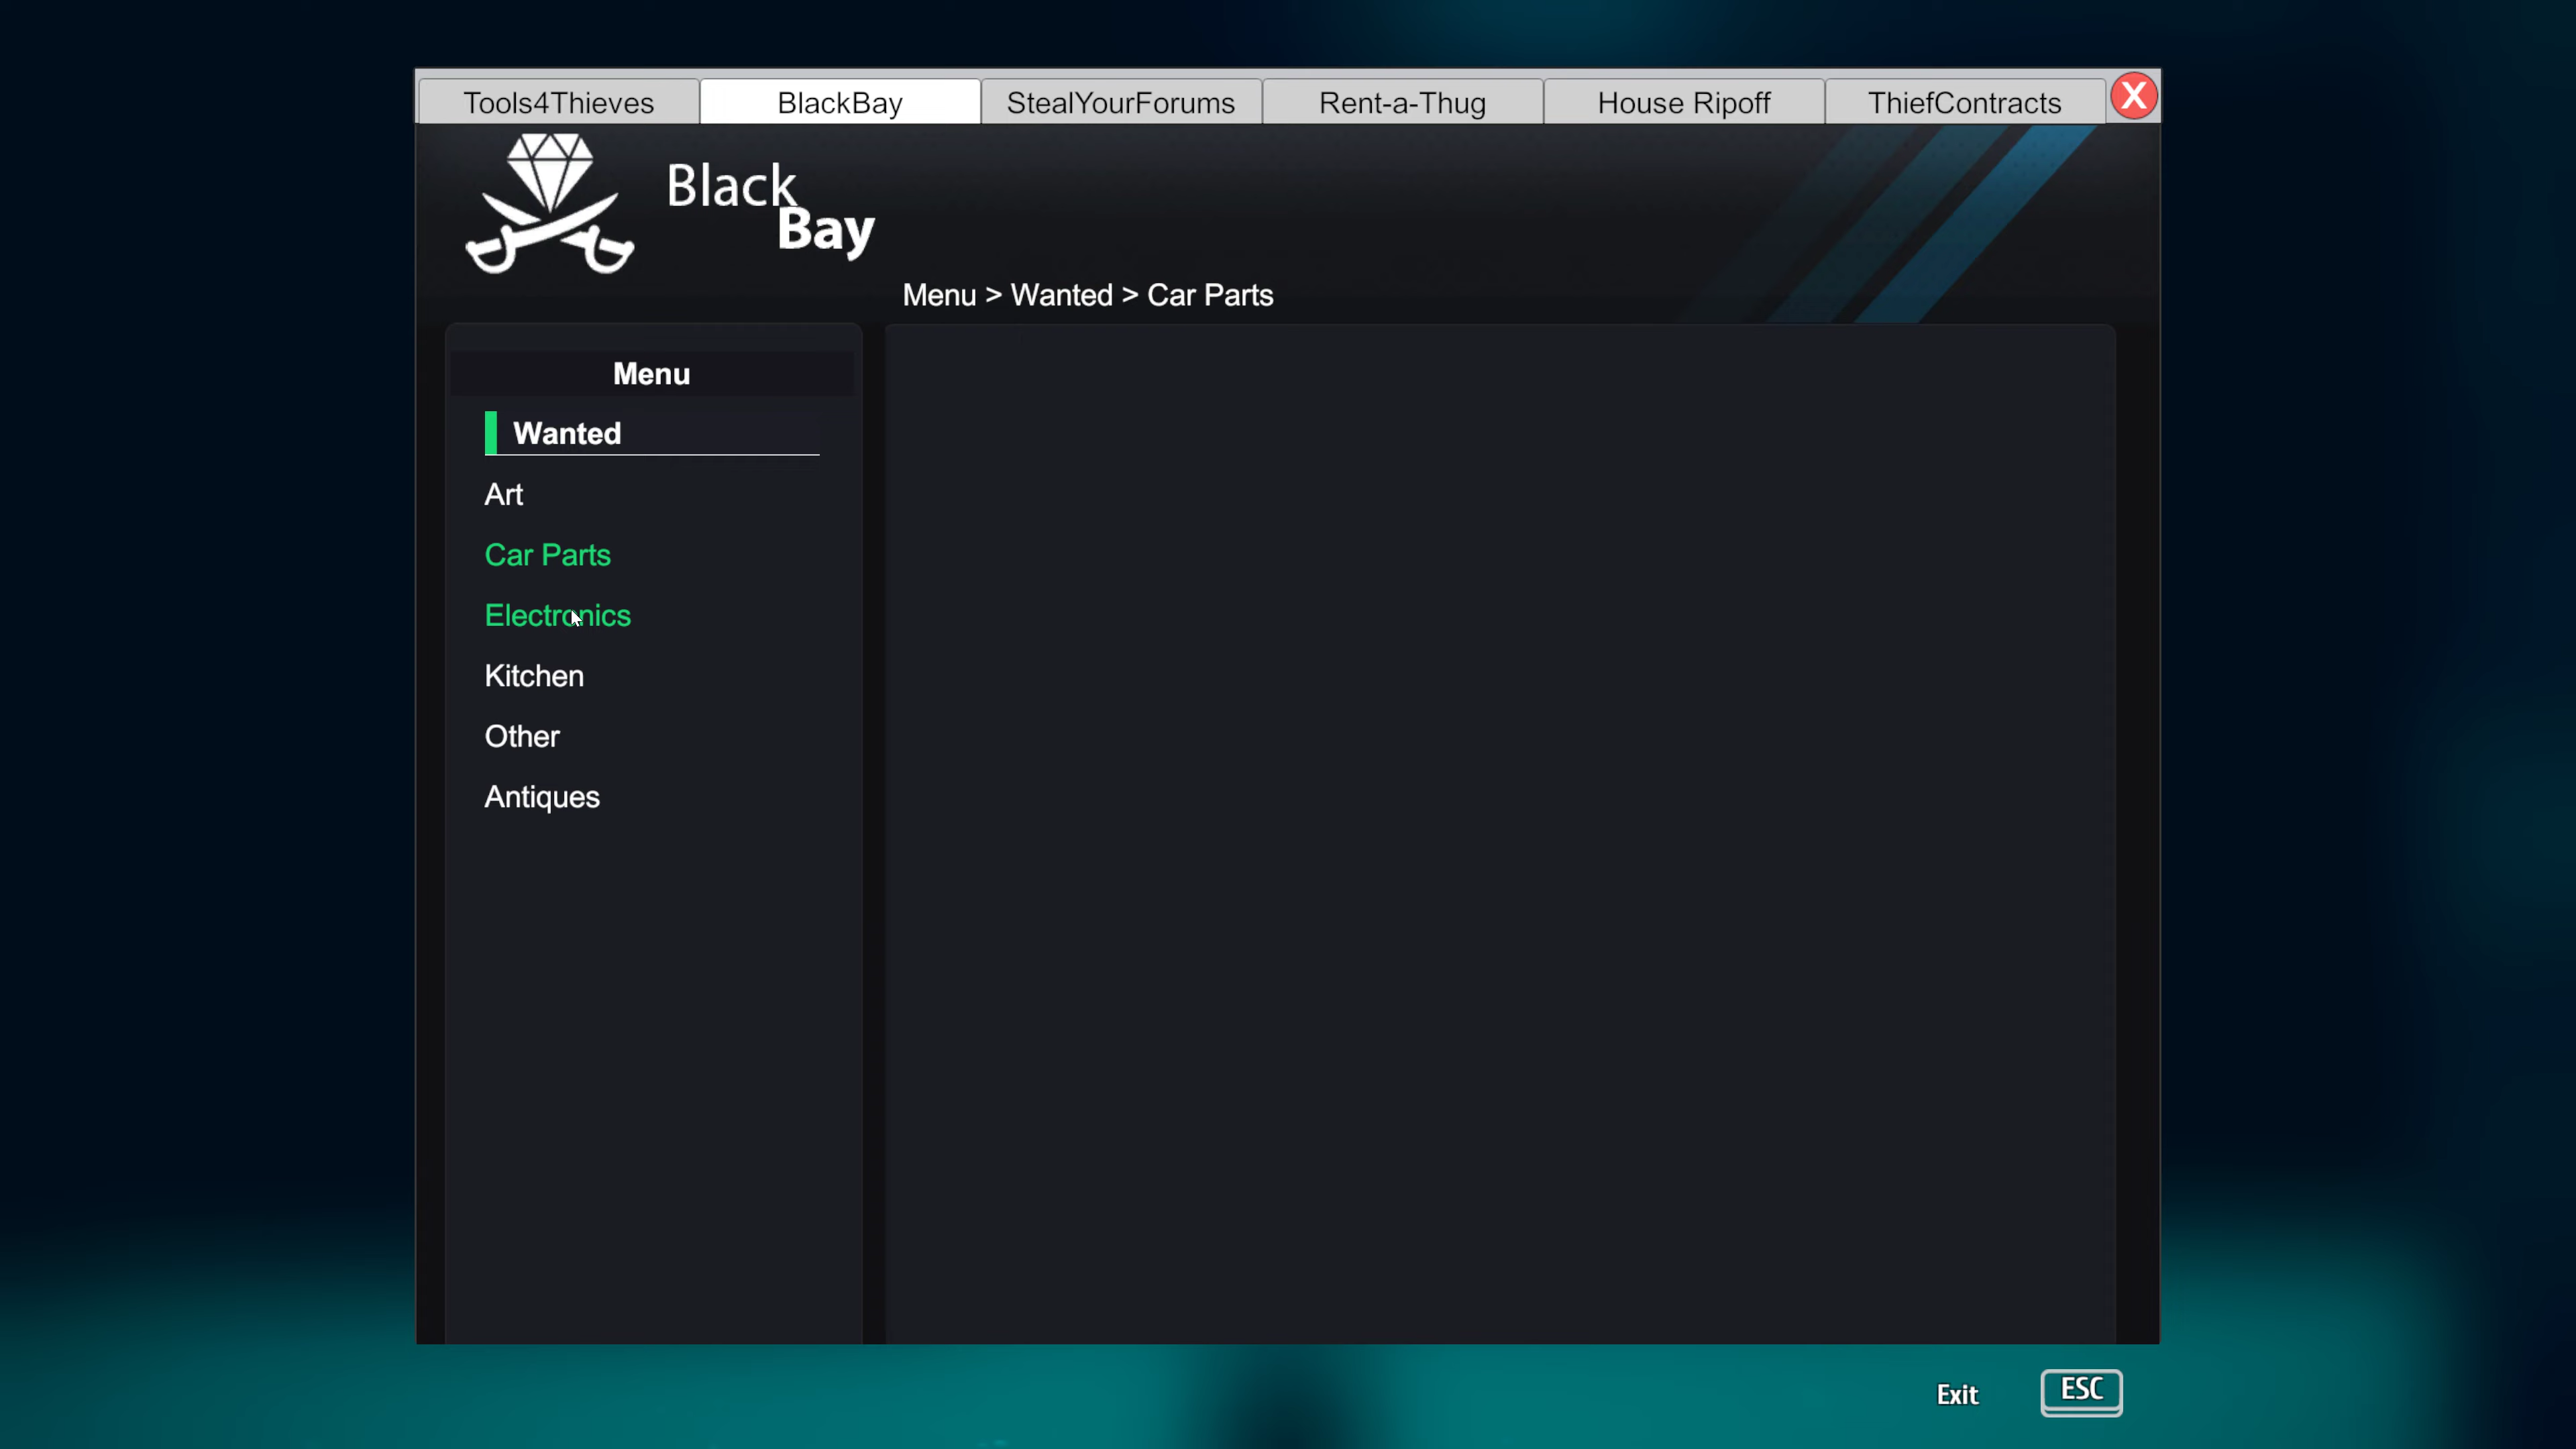 Tools4Thieves
BlackBay
StealYourForums
Rent-a-Thug
House Ripoff
ThiefContracts
X
Black
Bay
Menu > Wanted > Car Parts
Menu
Wanted
Art
Car Parts
Electronics
Kitchen
Other
Antiques
Exit
ESC